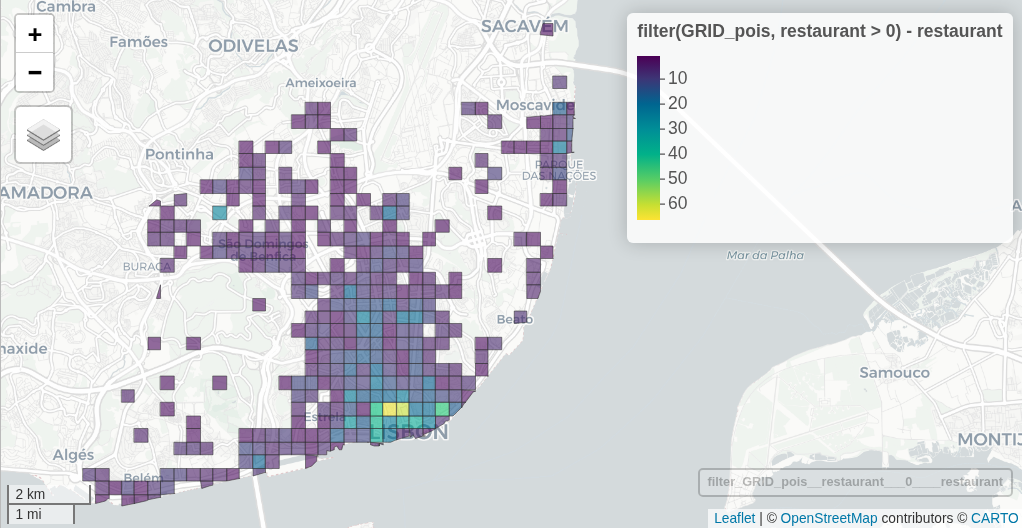 Cambra
SACAVÉM
+
−
Famões
ODIVELAS
Ameixoeira
filter(GRID_pois, restaurant > 0) - restaurant
10
20
30
40
50
60
Moscavide
Pontinha
PARQUE
DAS NAÇÕES
AMADORA
São Domingos
de Benfica
BURACA
Mar da Palha
A
Beato
naxide
Samouco
Estrela
LISBON
MONTIJ
Algés
Belém
filter_GRID_pois__restaurant___0____restaurant
2 km
1 mi
Leaflet | © OpenStreetMap contributors © CARTO